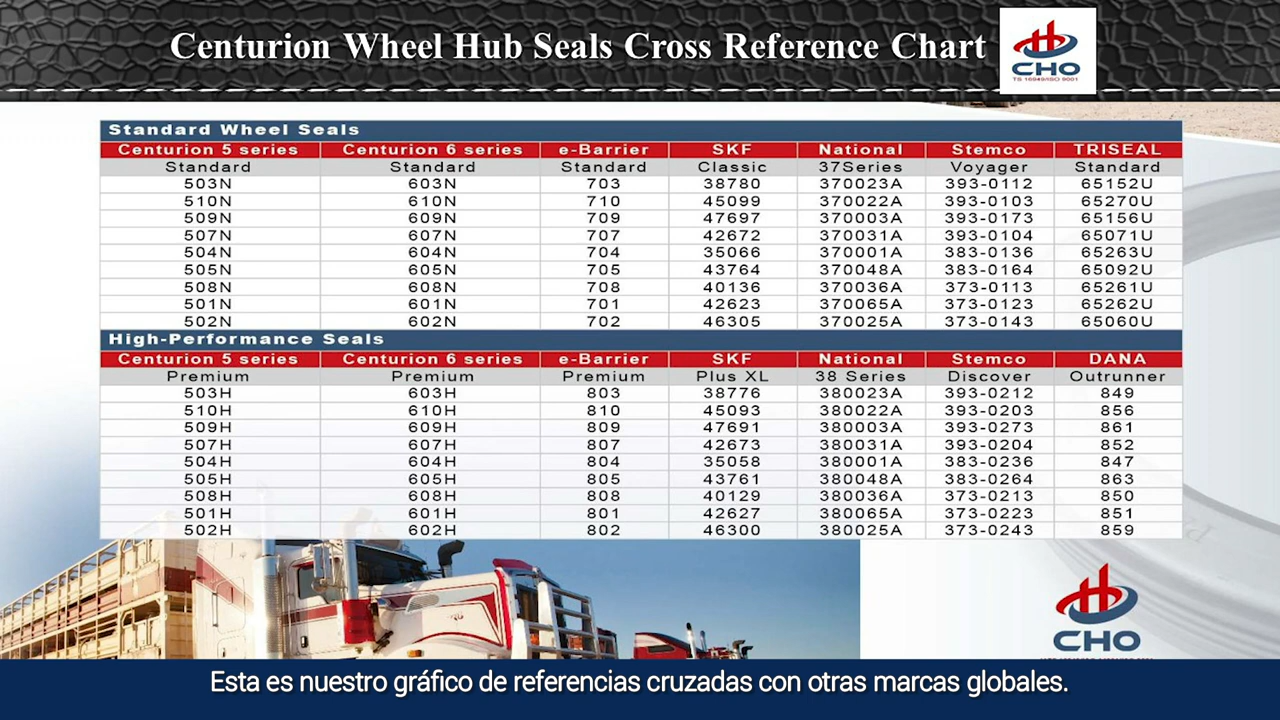 Centurion Wheel Hub Seals Cross Reference Chart
CHO
TS 16949/ISO 9001
Standard Wheel Seals
Centurion 5 series Centurion 6 series e-Barrier SKF National Stemco TRISEAL
Standard Standard Standard Classic 37Series Voyager Standard
503N 603N 703 38780 370023A 393-0112 65152U
510N 610N 710 45099 370022A 393-0103 65270U
509N 609N 709 47697 370003A 393-0173 65156U
507N 607N 707 42672 370031A 393-0104 65071U
504N 604N 704 35066 370001A 383-0136 65263U
505N 605N 705 43764 370048A 383-0164 65092U
508N 608N 708 40136 370036A 373-0113 65261U
501N 601N 701 42623 370065A 373-0123 65262U
502N 602N 702 46305 370025A 373-0143 65060U
High-Performance Seals
Centurion 5 series Centurion 6 series e-Barrier SKF National Stemco DANA
Premium Premium Premium Plus XL 38 Series Discover Outrunner
503H 603H 803 38776 380023A 393-0212 849
510H 610H 810 45093 380022A 393-0203 856
509H 609H 809 47691 380003A 393-0273 861
507H 607H 807 42673 380031A 393-0204 852
504H 604H 804 35058 380001A 383-0236 847
505H 605H 805 43761 380048A 383-0264 863
508H 608H 808 40129 380036A 373-0213 850
501H 601H 801 42627 380065A 373-0223 851
502H 602H 802 46300 380025A 373-0243 859
CHO
Esta es nuestro gráfico de referencias cruzadas con otras marcas globales.